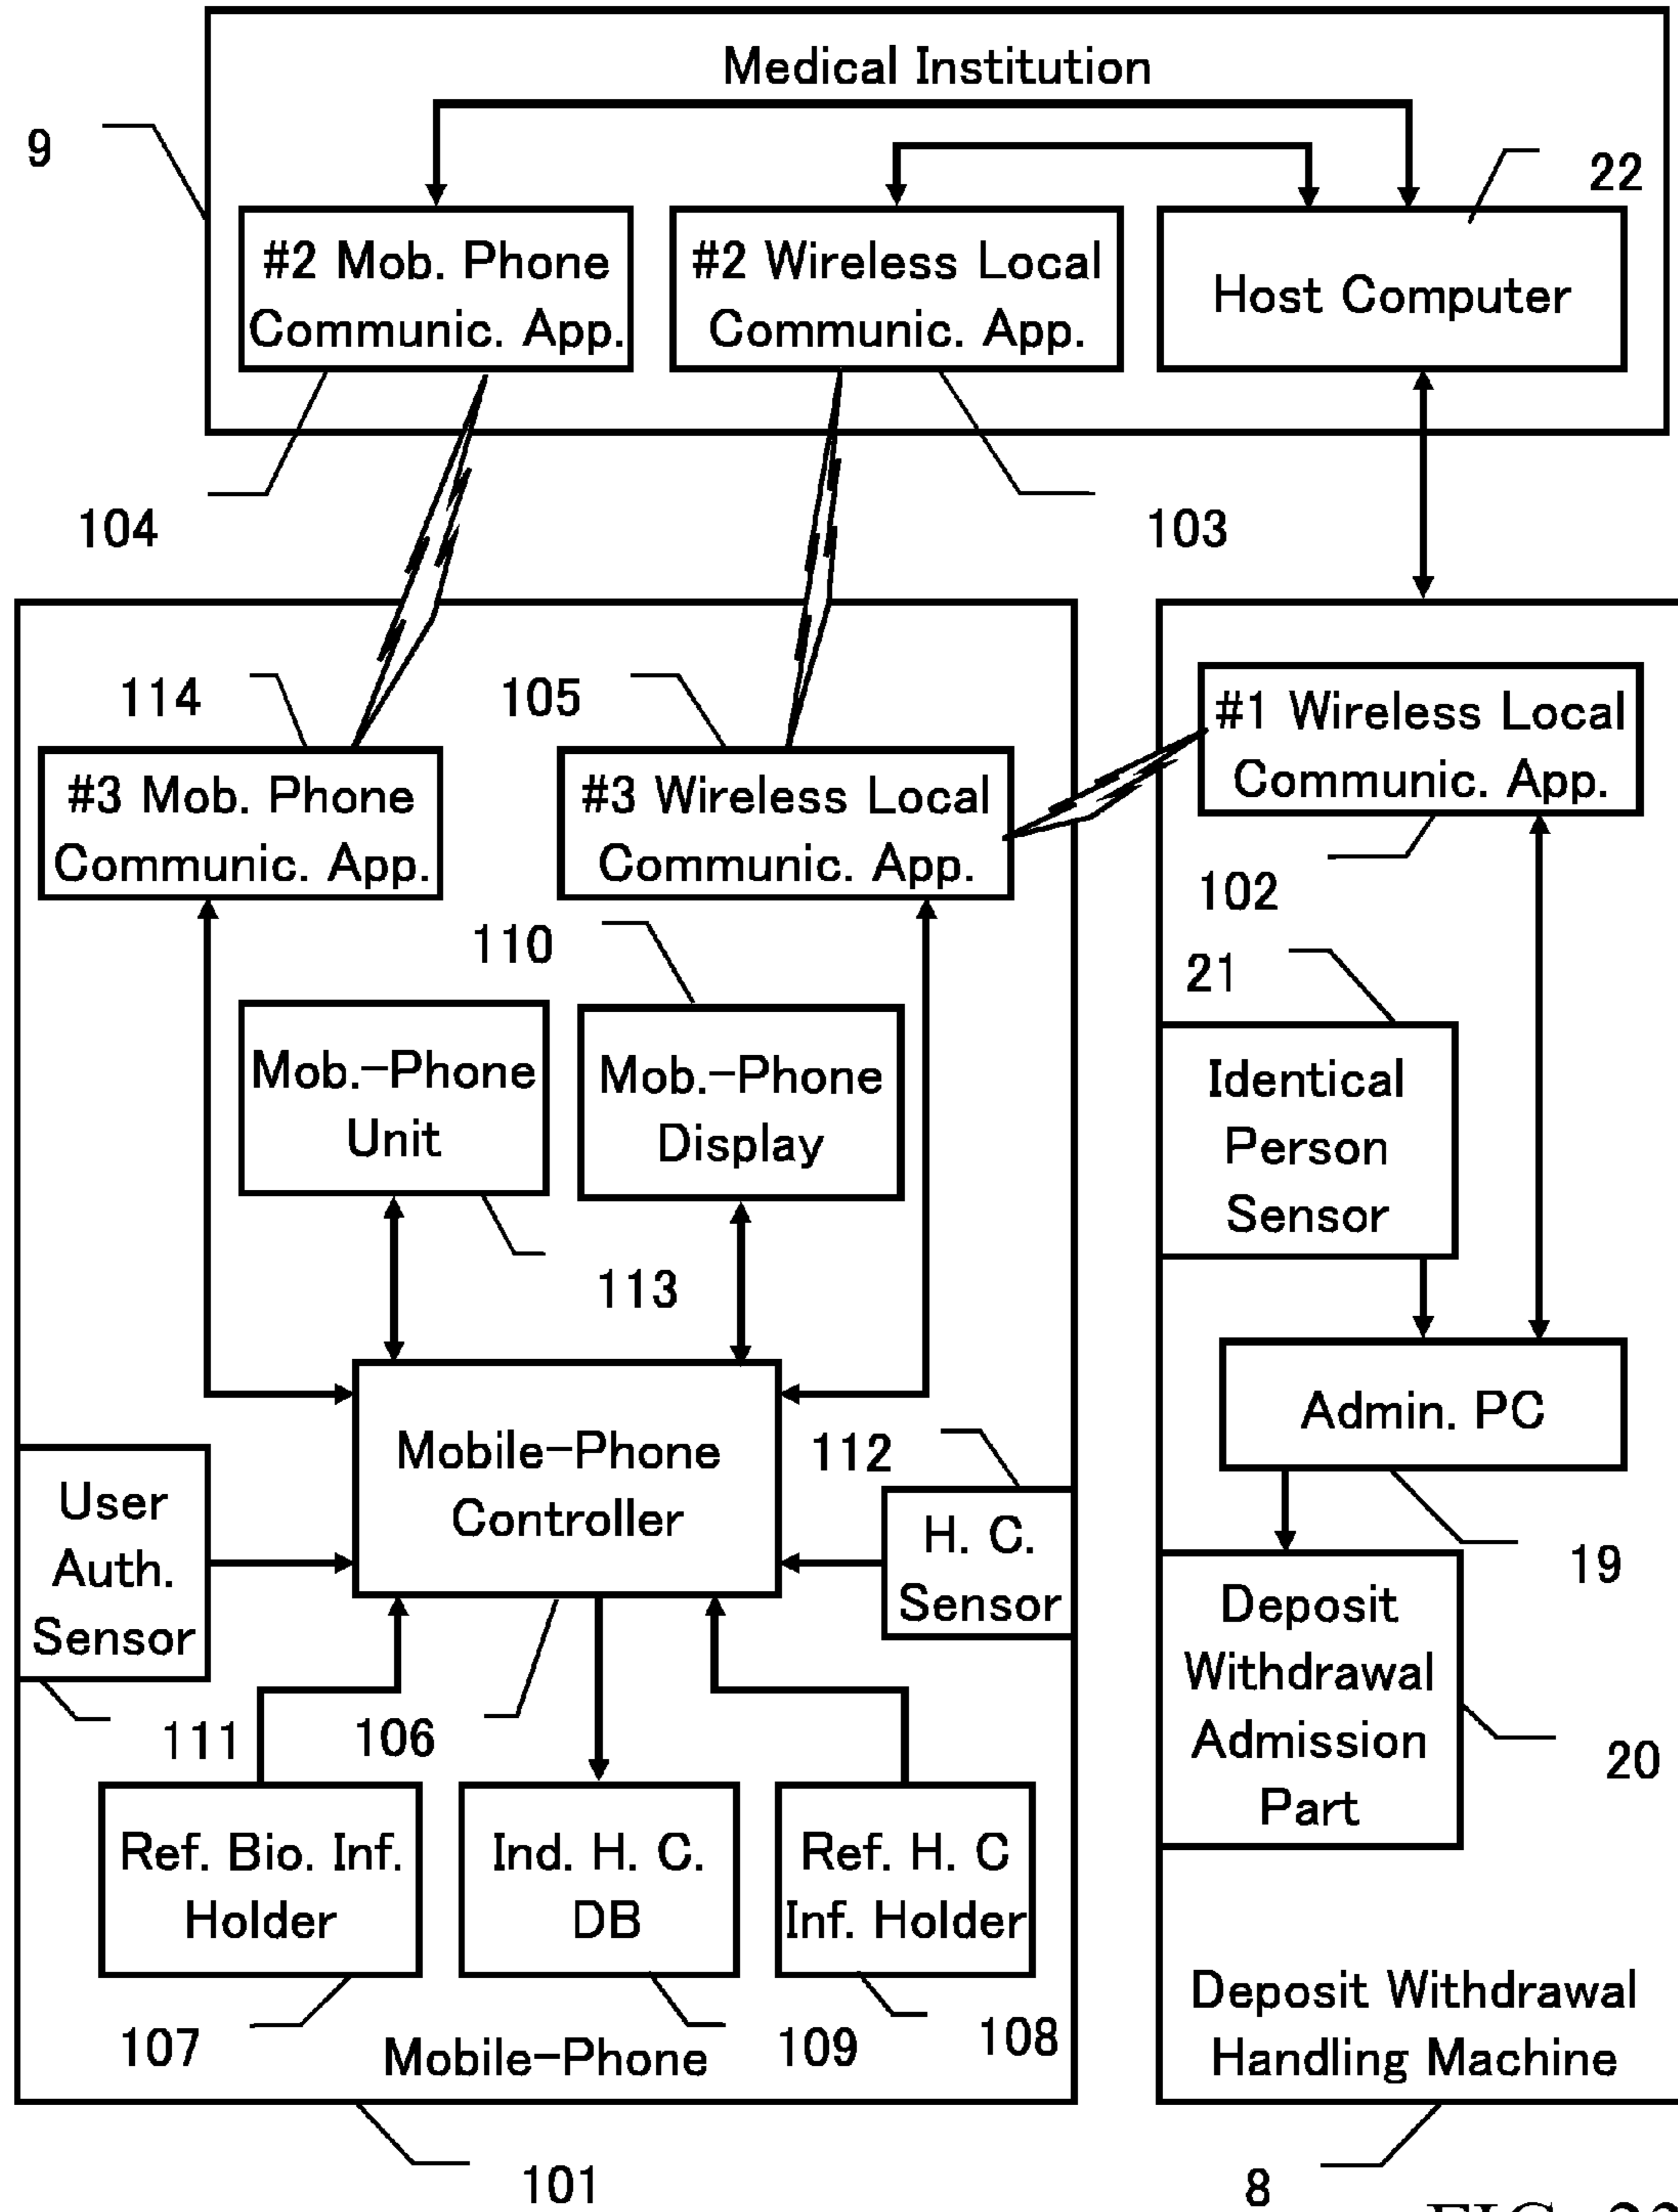 Medical Institution
9
22
#2 Mob. Phone
Communic. App.
#2 Wireless Local
Communic. App.
Host Computer
104
103
114
105
#3 Mob. Phone
Communic. App.
#3 Wireless Local
Communic. App.
#1 Wireless Local
Communic. App.
102
110
21
Mob.-Phone
Unit
Mob.-Phone
Display
Identical
Person
Sensor
113
Mobile-Phone
Controller
112
Admin. PC
User
Auth.
Sensor
H. C.
Sensor
19
Deposit
Withdrawal
Admission
Part
20
111
106
Ref. Bio. Inf.
Holder
Ind. H. C.
DB
Ref. H. C
Inf. Holder
107
109
108
Mobile-Phone
Deposit Withdrawal
Handling Machine
101
8